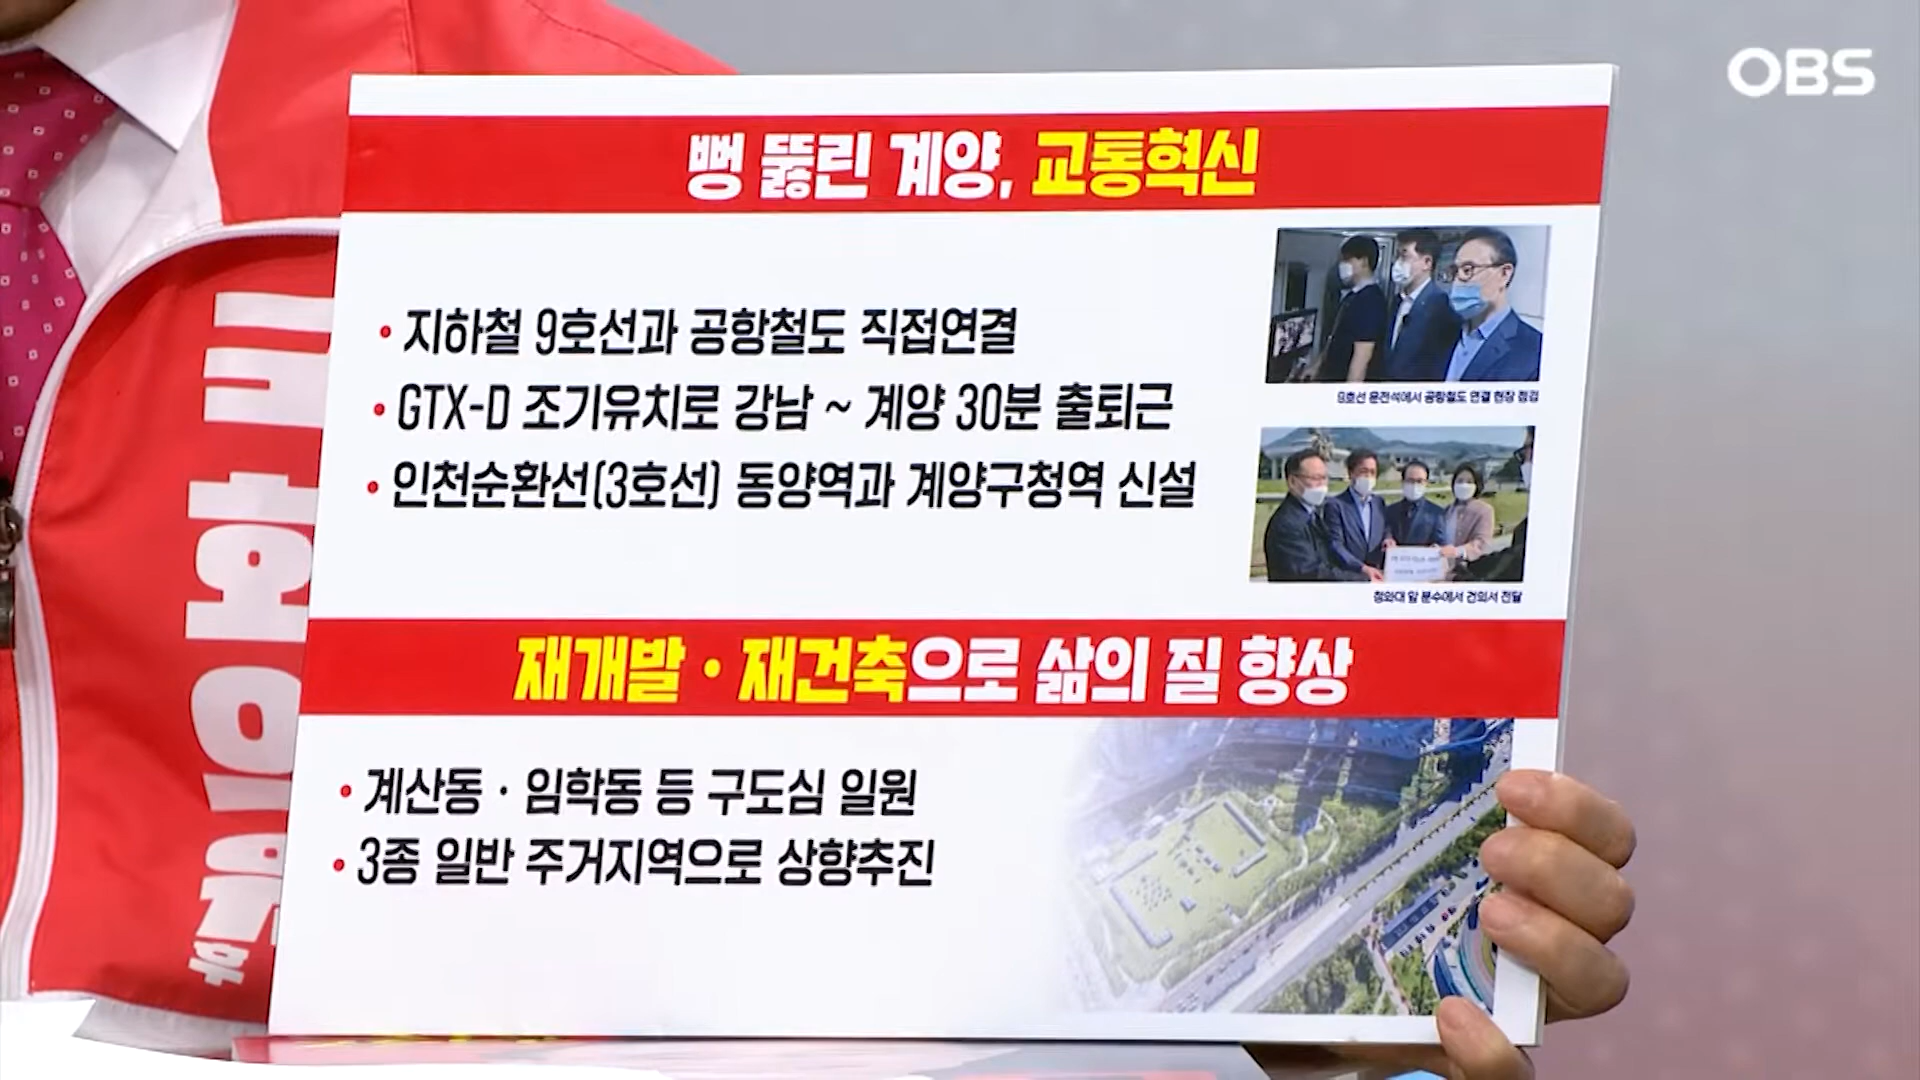 OBS
뻥 뚫린 계양, 교통혁신
• 지하철 9호선과 공항철도 직접연결
• GTX-D 조기유치로 강남 ~ 계양 30분 출퇴근
• 인천순환선(3호선) 동양역과 계양구청역 신설
9호선 운전석에서 공항철도 연결 현장 점검
청와대 앞 분수에서 건의서 전달
재개발 · 재건축으로 삶의 질 향상
• 계산동 · 임학동 등 구도심 일원
• 3종 일반 주거지역으로 상향추진